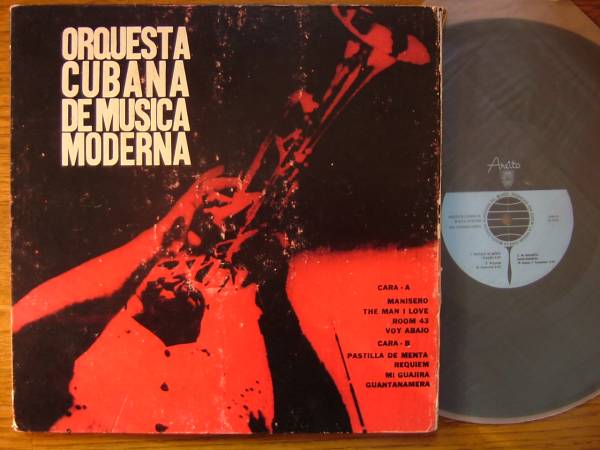 ORQUESTA
CUBANA
DE MUSICA
MODERNA
CARA - A
MANISERO
THE MAN I LOVE
ROOM 43
VOY ABAJO
CARA - B
PASTILLA DE MENTA
REQUIEM
MI GUAJIRA
GUANTANAMERA
Areito